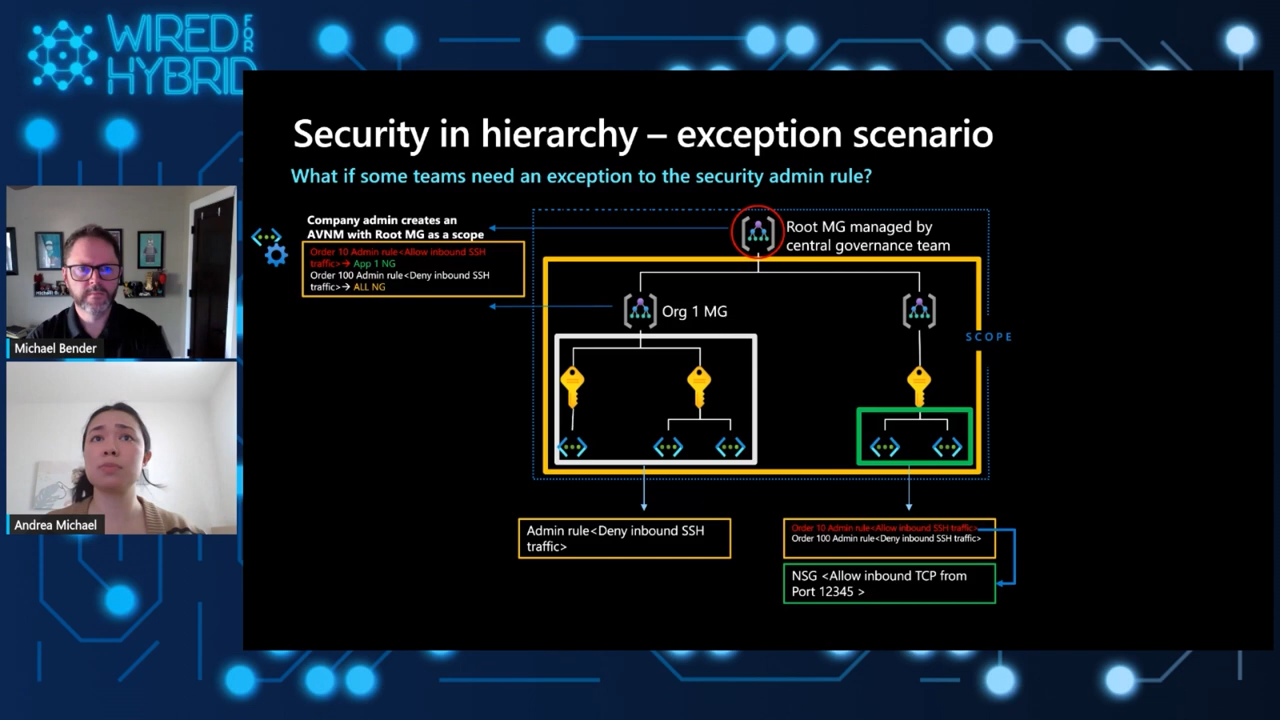 WIRED FOR
HYBRID
Security in hierarchy – exception scenario
What if some teams need an exception to the security admin rule?
Company admin creates an
AVNM with Root MG as a scope
Order 10 Admin rule<Allow inbound SSH
traffic>→ App 1 NG
Order 100 Admin rule<Deny inbound SSH
traffic>→ ALL NG
Root MG managed by
central governance team
Org 1 MG
SCOPE
Michael Bender
Andrea Michael
Admin rule<Deny inbound SSH
traffic>
Order 10 Admin rule<Allow inbound SSH traffic>
Order 100 Admin rule<Deny inbound SSH traffic>
NSG <Allow inbound TCP from
Port 12345 >